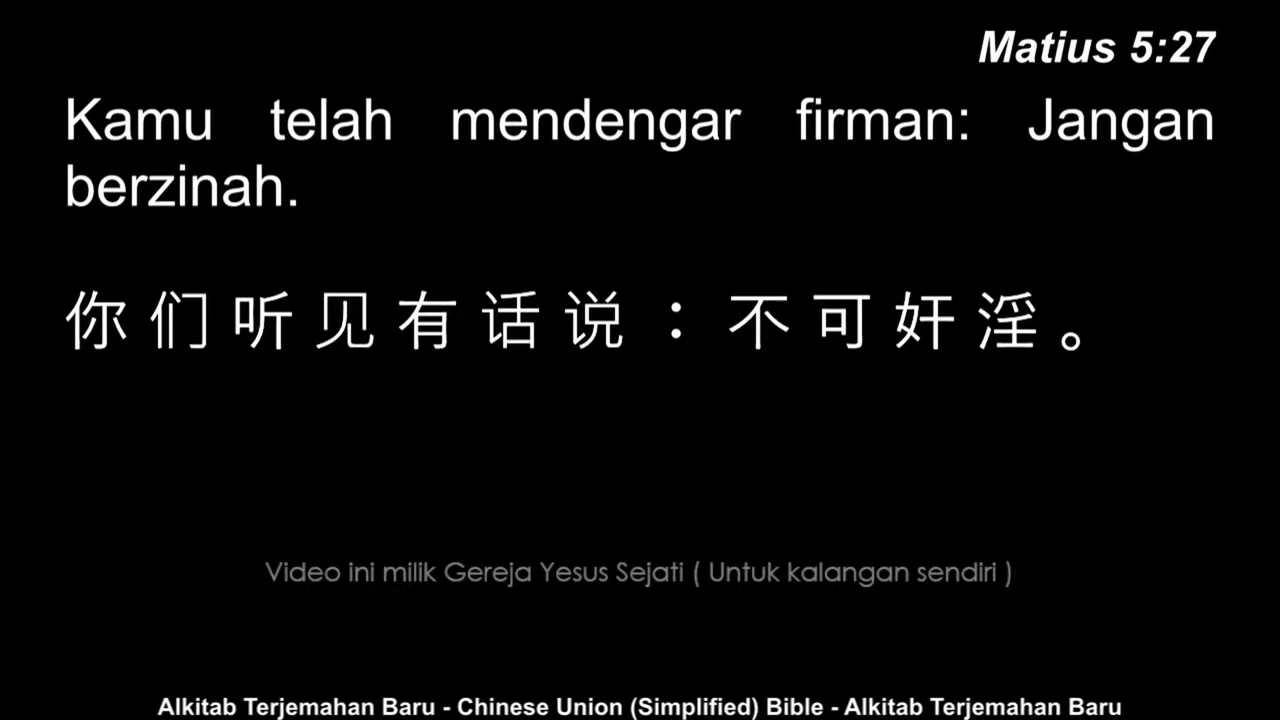 Matius 5:27
Kamu telah mendengar firman: Jangan
berzinah.
你们听见有话说：不可奸淫。
Video ini milik Gereja Yesus Sejati ( Untuk kalangan sendiri )
Alkitab Terjemahan Baru - Chinese Union (Simplified) Bible - Alkitab Terjemahan Baru